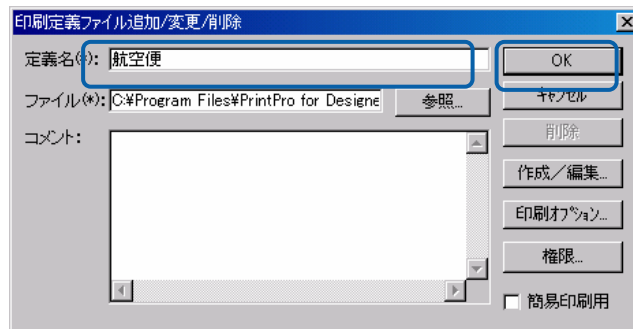 印刷定義ファイル追加/変更/削除
定義名(*): 航空便
OK
ファイル(*): C:¥Program Files¥PrintPro for Designe
参照...
キャンセル
コメント:
削除
作成／編集...
印刷オプション...
権限...
簡易印刷用